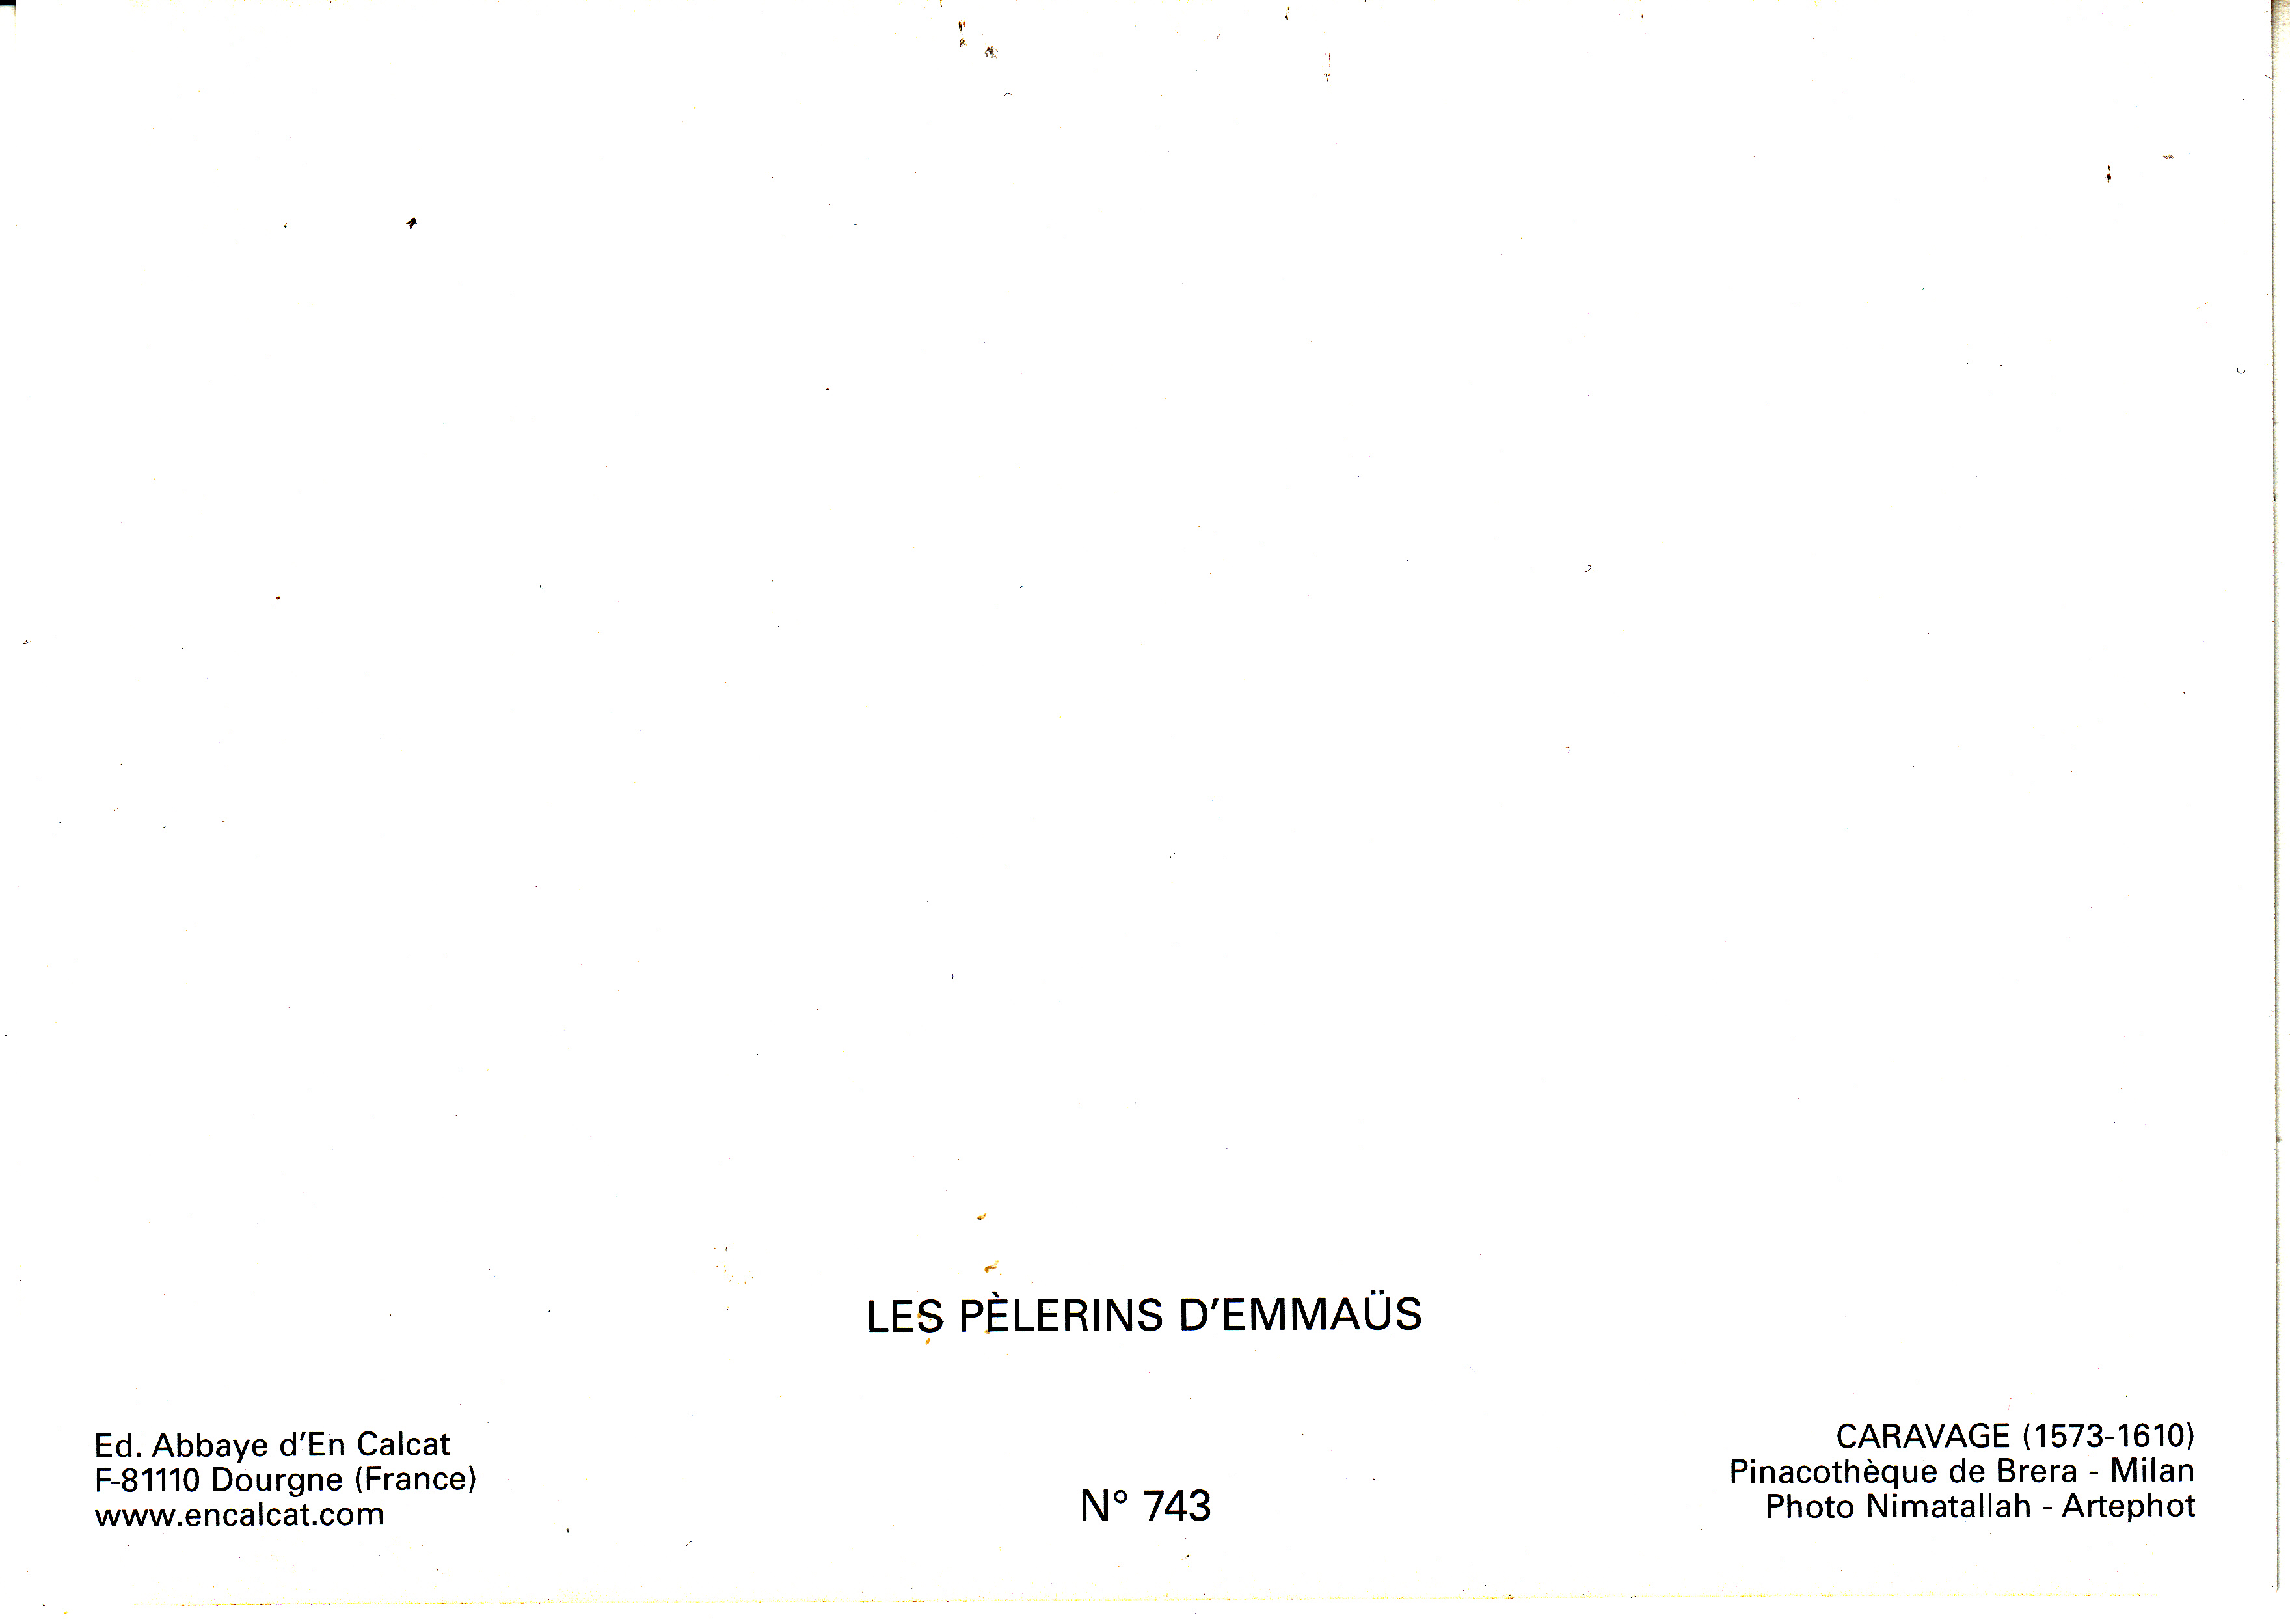 LES PÈLERINS D'EMMAÜS
Ed. Abbaye d'En Calcat
F-81110 Dourgne (France)
www.encalcat.com
N° 743
CARAVAGE (1573-1610)
Pinacothèque de Brera - Milan
Photo Nimatallah - Artephot